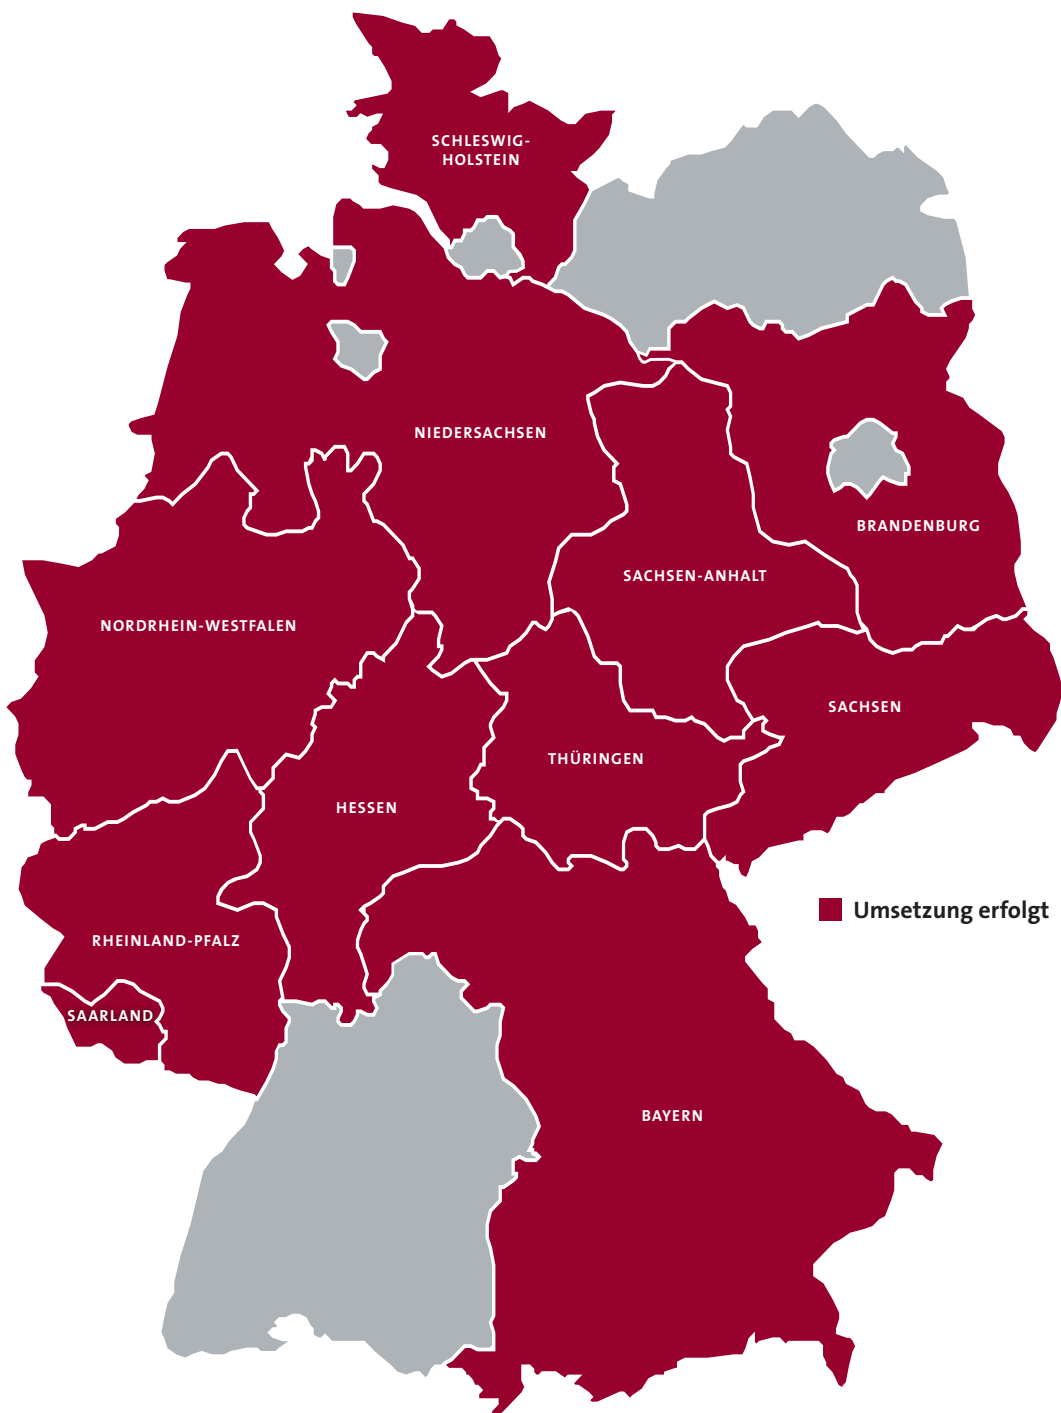 SCHLESWIG-
HOLSTEIN
NIEDERSACHSEN
BRANDENBURG
SACHSEN-ANHALT
NORDRHEIN-WESTFALEN
SACHSEN
THÜRINGEN
HESSEN
Umsetzung erfolgt
RHEINLAND-PFALZ
SAARLAND
BAYERN